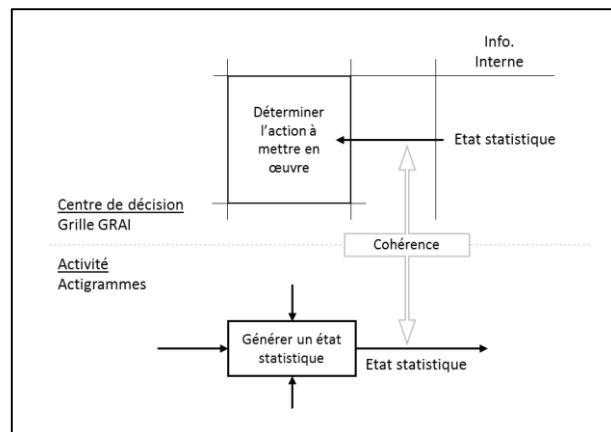 Info.
Interne
Déterminer
l'action à
mettre en
œuvre
Etat statistique
Centre de décision
Grille GRAI
Cohérence
Activité
Actigrammes
Générer un état
statistique
Etat statistique